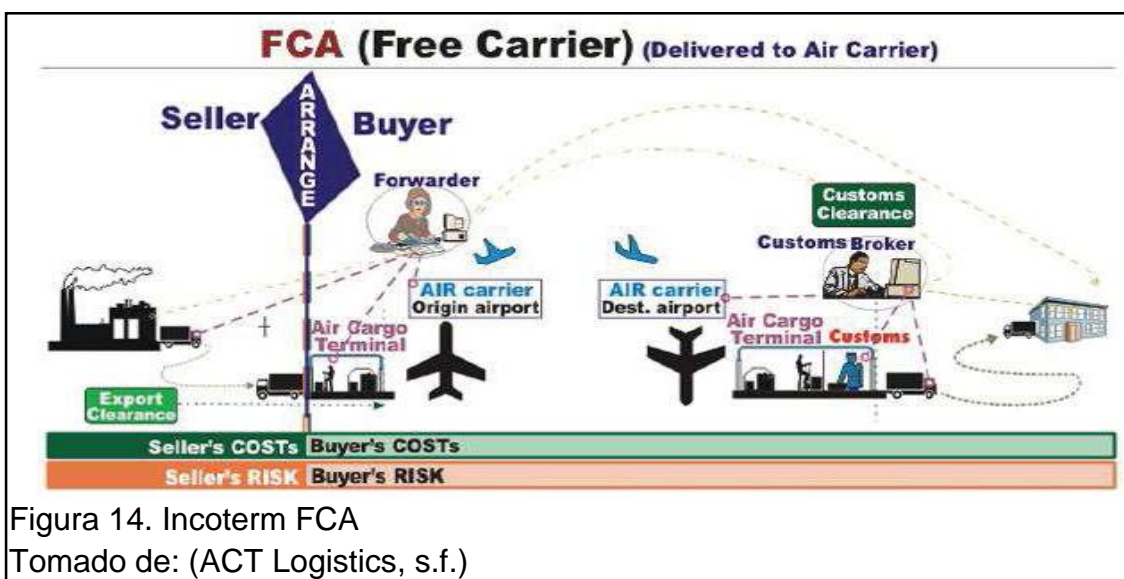 FCA (Free Carrier) (Delivered to Air Carrier)
Seller
ARRANGE
Buyer
Forwarder
Customs
Clearance
Customs Broker
AIR carrier
Origin airport
AIR carrier
Dest. airport
Air Cargo
Terminal
Air Cargo
Terminal Customs
Export
Clearance
Seller's COSTs Buyer's COSTs
Seller's RISK Buyer's RISK
Figura 14. Incoterm FCA
Tomado de: (ACT Logistics, s.f.)